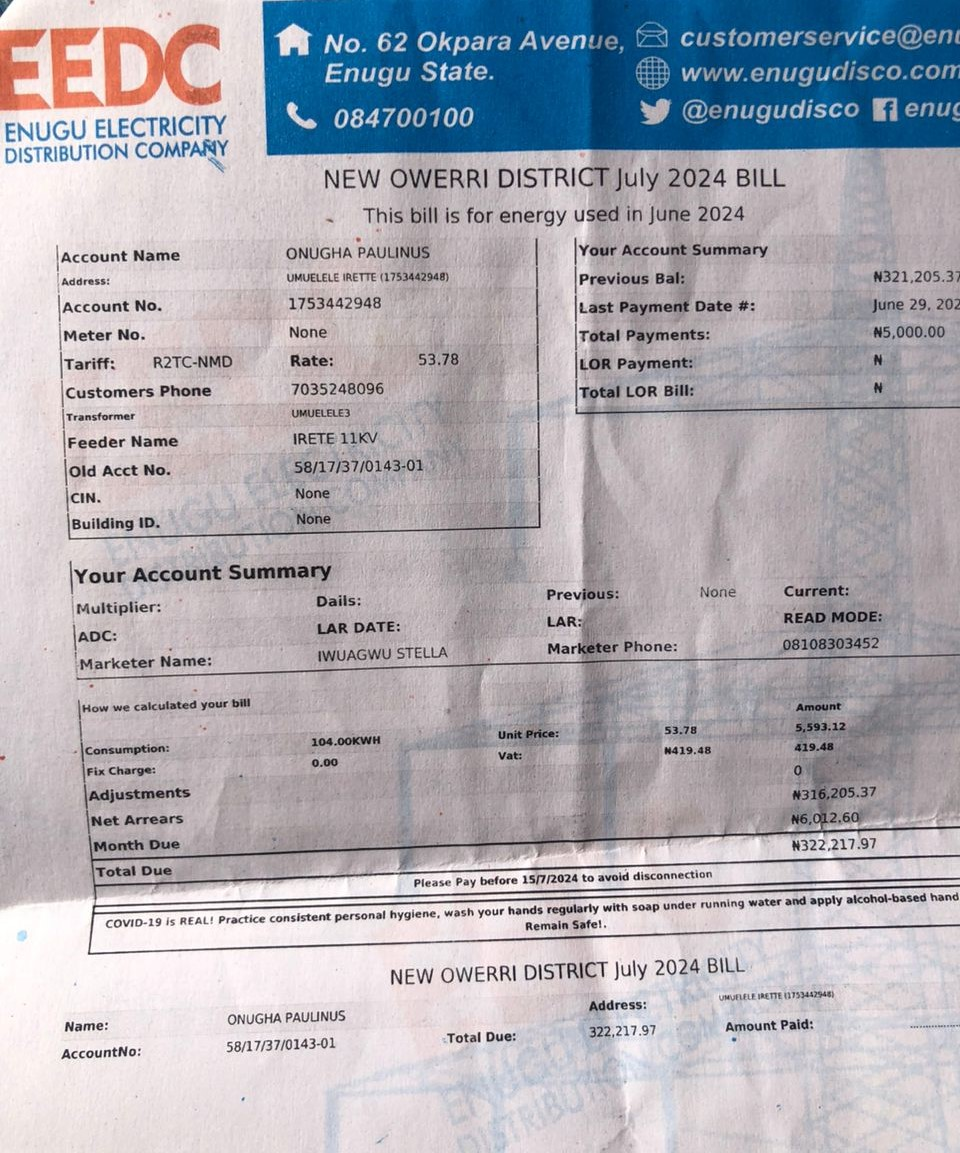 EEDC
ENUGU ELECTRICITY
DISTRIBUTION COMPANY
No. 62 Okpara Avenue,
Enugu State.
084700100
customerservice@enu
www.enugudisco.com
@enugudisco enug
NEW OWERRI DISTRICT July 2024 BILL
This bill is for energy used in June 2024
Account Name ONUGHA PAULINUS
Address: UMUELELE IRETTE (1753442948)
Account No. 1753442948
Meter No. None
Tariff: R2TC-NMD Rate: 53.78
Customers Phone 7035248096
Transformer UMUELELE3
Feeder Name IRETE 11KV
Old Acct No. 58/17/37/0143-01
CIN. None
Building ID. None
Your Account Summary
Previous Bal: ₦321,205.37
Last Payment Date #: June 29, 202
Total Payments: ₦5,000.00
LOR Payment: ₦
Total LOR Bill: ₦
Your Account Summary
Multiplier: Dails: Previous: None Current:
ADC: LAR DATE: LAR: READ MODE:
Marketer Name: IWUAGWU STELLA Marketer Phone: 08108303452
How we calculated your bill Amount
Consumption: 104.00KWH Unit Price: 53.78 5,593.12
Fix Charge: 0.00 Vat: ₦419.48 419.48
Adjustments 0
Net Arrears ₦316,205.37
Month Due ₦6,012.60
Total Due ₦322,217.97
Please Pay before 15/7/2024 to avoid disconnection
COVID-19 is REAL! Practice consistent personal hygiene, wash your hands regularly with soap under running water and apply alcohol-based hand
Remain Safe!.
NEW OWERRI DISTRICT July 2024 BILL
Name: ONUGHA PAULINUS Address: UMUELELE IRETTE (1753442948)
AccountNo: 58/17/37/0143-01 Total Due: 322,217.97 Amount Paid: ................
ENUGU ELECTRICITY
DISTRIBUTION COMPANY
ENUGU ELECTRICITY
DISTRIBUTION COMPANY